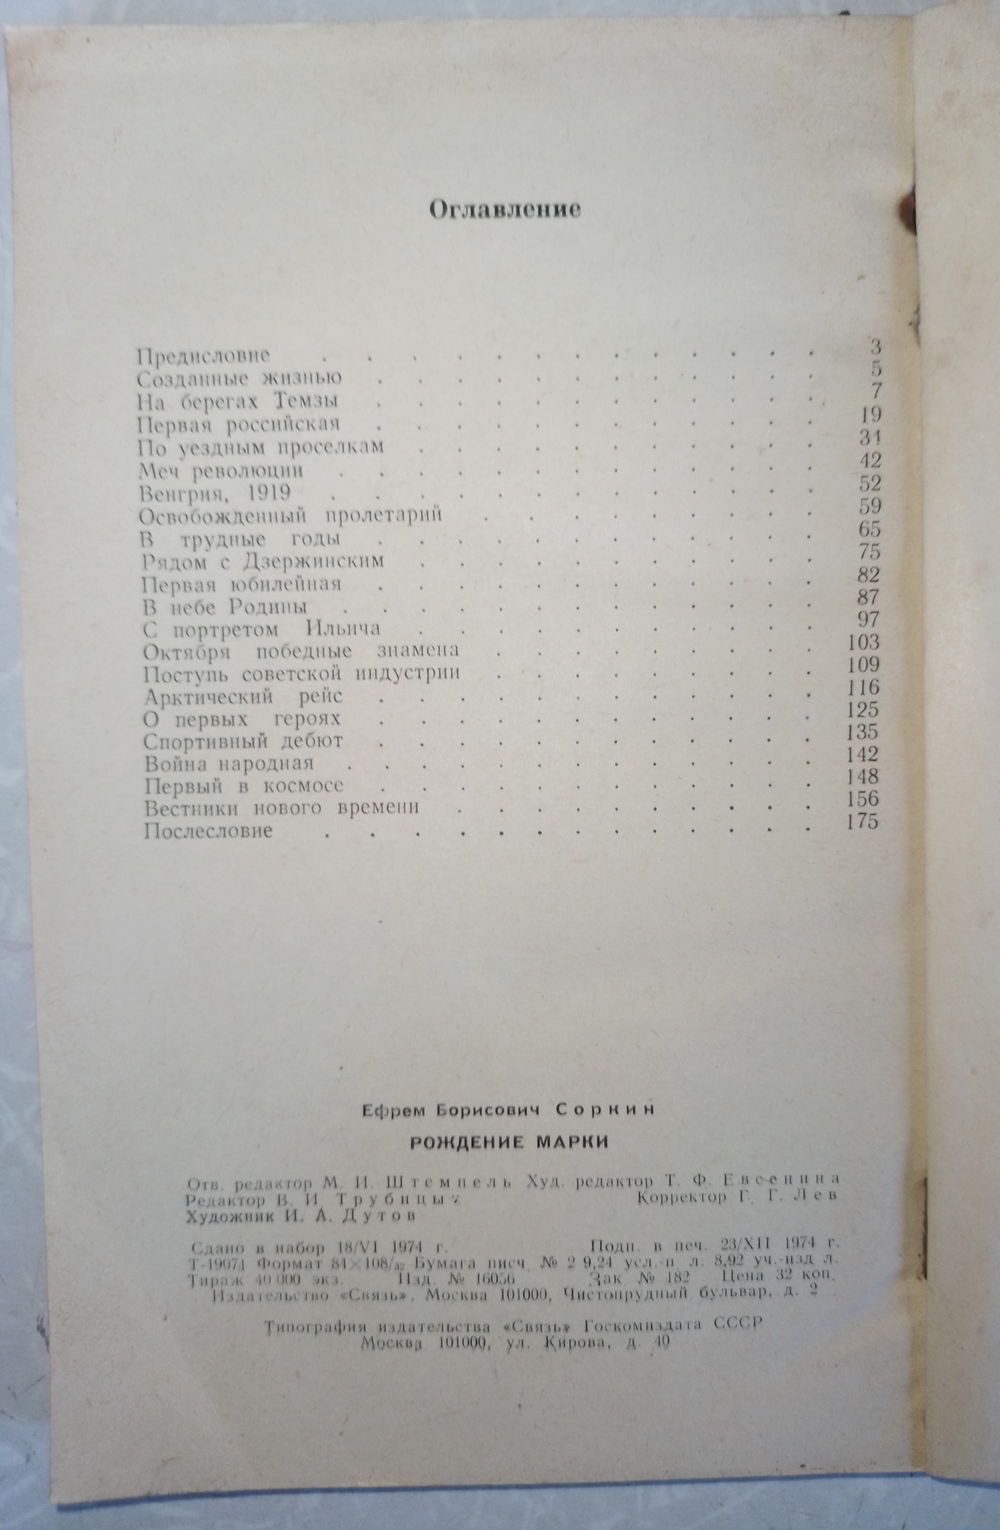 Оглавление
Предисловие . . . . . . . . . . . . 3
Созданные жизнью . . . . . . . . . . . 5
На берегах Темзы . . . . . . . . . . . 7
Первая российская . . . . . . . . . . . 19
По уездным проселкам . . . . . . . . . . 31
Меч революции . . . . . . . . . . . . 42
Венгрия, 1919 . . . . . . . . . . . . 52
Освобожденный пролетарий . . . . . . . . . 59
В трудные годы . . . . . . . . . . . 65
Рядом с Дзержинским . . . . . . . . . . 75
Первая юбилейная . . . . . . . . . . . 82
В небе Родины . . . . . . . . . . . . 87
С портретом Ильича . . . . . . . . . . 97
Октября победные знамена . . . . . . . . . 103
Поступь советской индустрии . . . . . . . . . 109
Арктический рейс . . . . . . . . . . . 116
О первых героях . . . . . . . . . . . 125
Спортивный дебют . . . . . . . . . . . 135
Война народная . . . . . . . . . . . . 142
Первый в космосе . . . . . . . . . . . 148
Вестники нового времени . . . . . . . . . 156
Послесловие . . . . . . . . . . . . 175
Ефрем Борисович Соркин
РОЖДЕНИЕ МАРКИ
Отв. редактор М. И. Штемпель Худ. редактор Т. Ф. Евсенина
Редактор В. И Трубицын Корректор Г. Г. Лев
Художник И. А. Дутов
Сдано в набор 18/VI 1974 г. Подп. в печ. 23/XII 1974 г.
Т-19074 Формат 84×108/32 Бумага писч. № 2 9,24 усл.-п л. 8,92 уч.-изд л.
Тираж 40 000 экз. Изд. № 16056 Зак № 182 Цена 32 коп.
Издательство «Связь». Москва 101000, Чистопрудный бульвар, д. 2
Типография издательства «Связь» Госкомиздата СССР
Москва 101000, ул. Кирова, д. 40